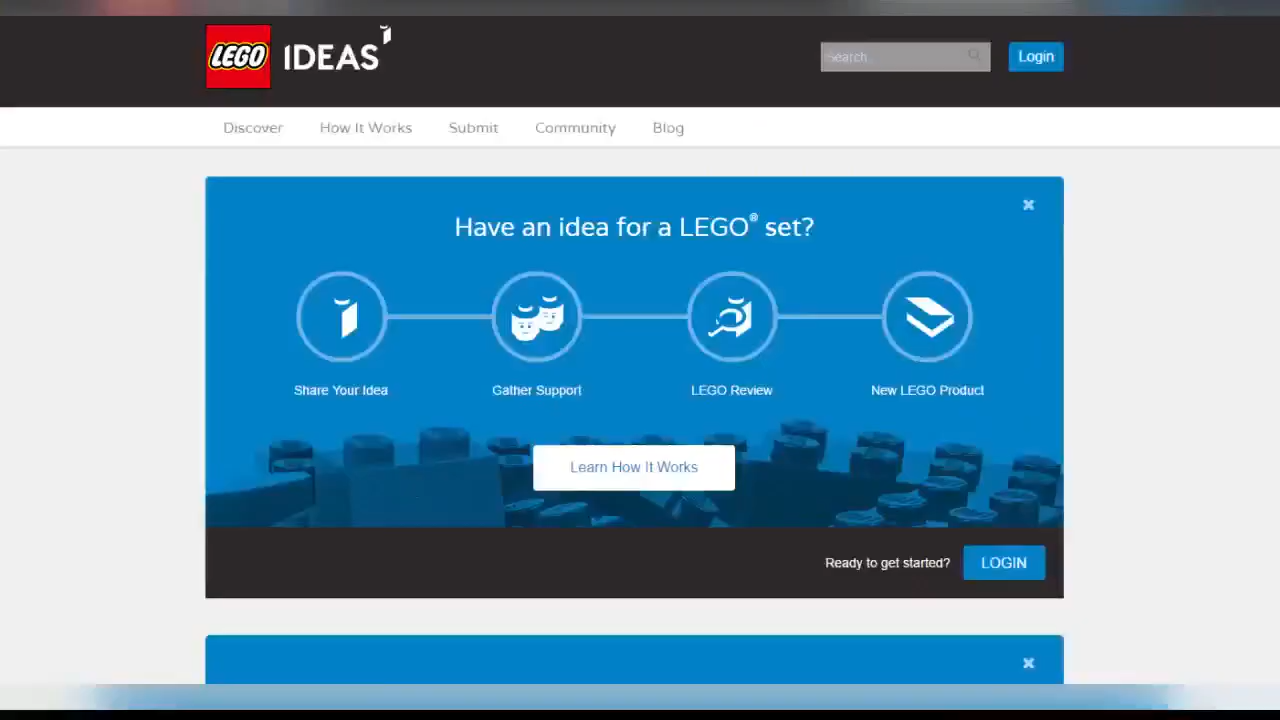 LEGO IDEAS
Search...
Login
Discover How It Works Submit Community Blog
Have an idea for a LEGO® set?
Share Your Idea Gather Support LEGO Review New LEGO Product
Learn How It Works
Ready to get started? LOGIN